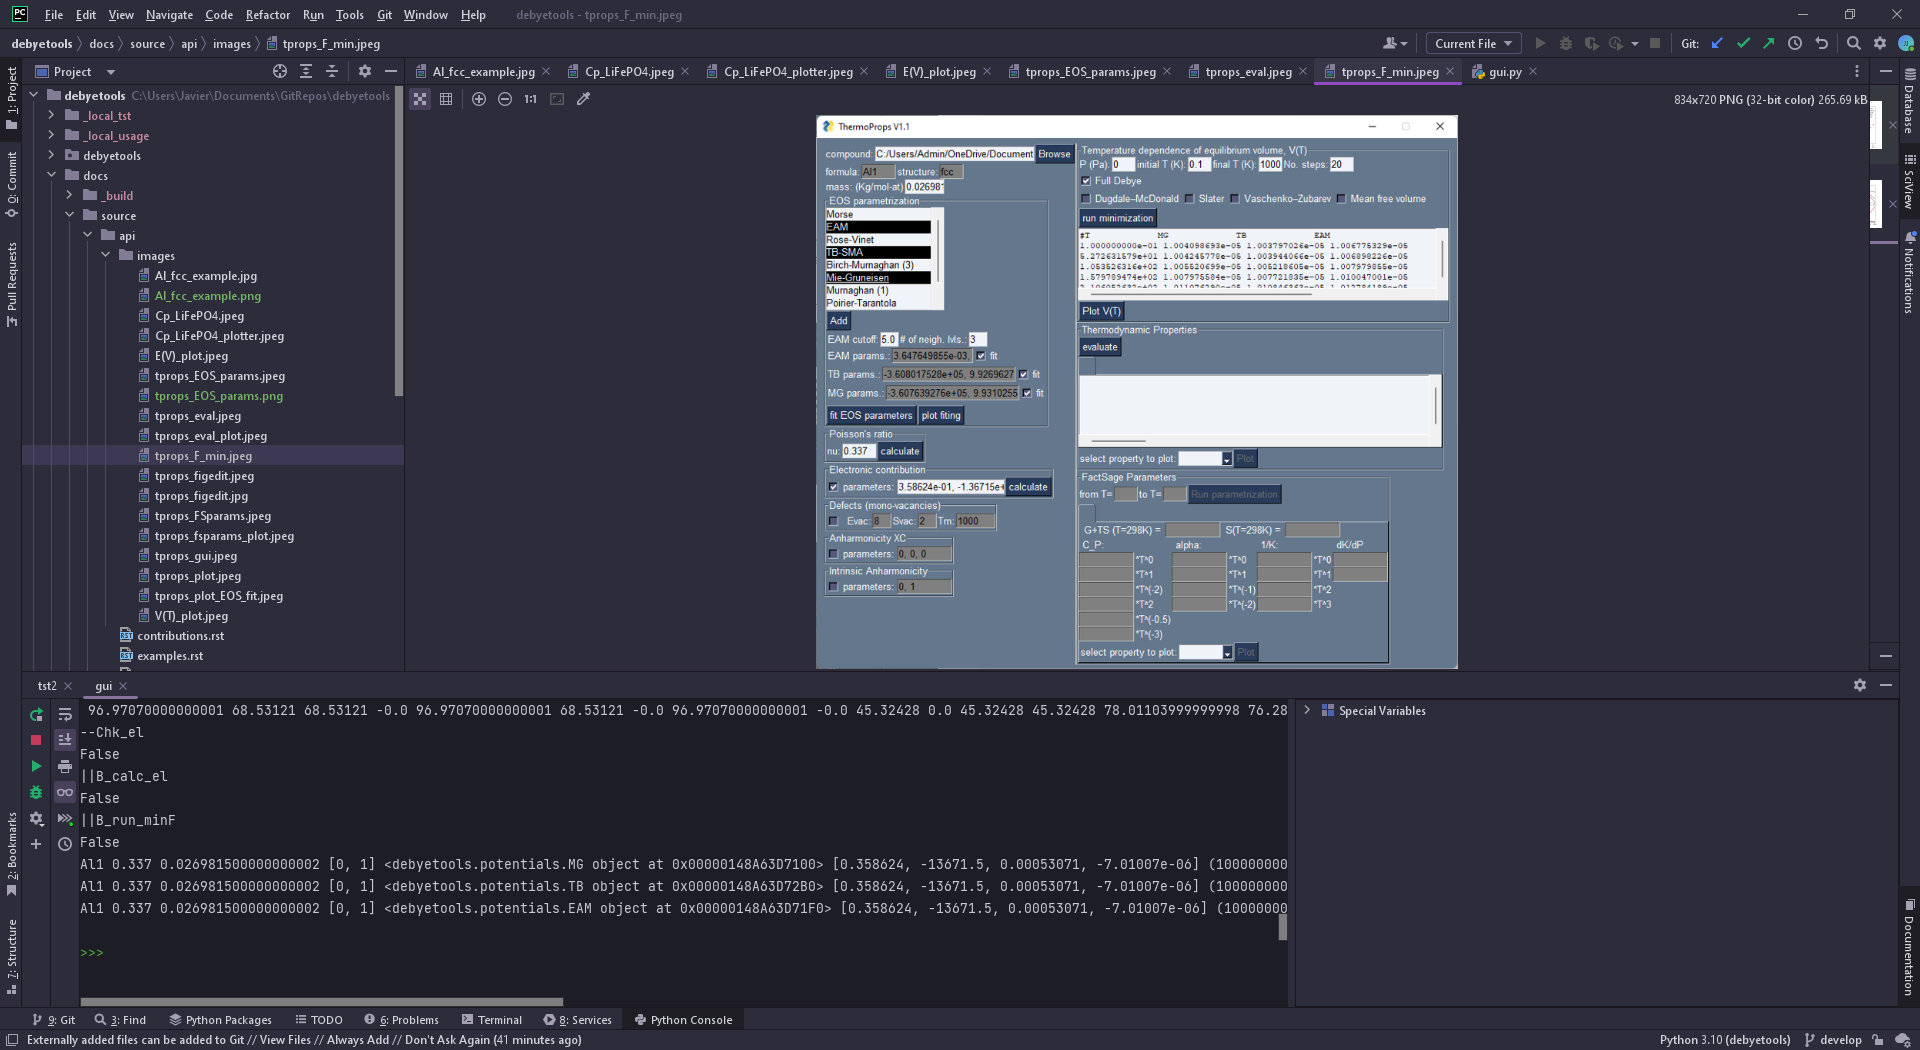 File Edit View Navigate Code Refactor Run Tools Git Window Help debyetools - tprops_F_min.jpeg
debyetools docs source api images tprops_F_min.jpeg Current File Git:
Project
Al_fcc_example.jpg Cp_LiFePO4.jpeg Cp_LiFePO4_plotter.jpeg E(V)_plot.jpeg tprops_EOS_params.jpeg tprops_eval.jpeg tprops_F_min.jpeg gui.py
1:1 834x720 PNG (32-bit color) 265.69 kB
1: Project
0: Commit
Pull Requests
2: Bookmarks
7: Structure
Database
SciView
Notifications
Documentation
debyetools C:\Users\Javier\Documents\GitRepos\debyetools
_local_tst
_local_usage
debyetools
docs
_build
source
api
images
Al_fcc_example.jpg
Al_fcc_example.png
Cp_LiFePO4.jpeg
Cp_LiFePO4_plotter.jpeg
E(V)_plot.jpeg
tprops_EOS_params.jpeg
tprops_EOS_params.png
tprops_eval.jpeg
tprops_eval_plot.jpeg
tprops_F_min.jpeg
tprops_figedit.jpeg
tprops_figedit.jpg
tprops_FSparams.jpeg
tprops_fsparams_plot.jpeg
tprops_gui.jpeg
tprops_plot.jpeg
tprops_plot_EOS_fit.jpeg
V(T)_plot.jpeg
contributions.rst
examples.rst
ThermoProps V1.1
compound: C:/Users/Admin/OneDrive/Document Browse
formula: Al1 structure: fcc
mass: (Kg/mol-at) 0.02698
EOS parametrization
Morse
EAM
Rose-Vinet
TB-SMA
Birch-Murnaghan (3)
Mie-Gruneisen
Murnaghan (1)
Poirier-Tarantola
Add
EAM cutoff: 5.0 # of neigh. lvls.: 3
EAM params.: 3.647649855e-03, fit
TB params.: -3.608017528e+05, 9.9269627 fit
MG params.: -3.607639276e+05, 9.9310255 fit
fit EOS parameters plot fiting
Poisson's ratio
nu: 0.337 calculate
Electronic contribution
parameters: 3.58624e-01, -1.36715e+ calculate
Defects (mono-vacancies)
Evac: 8 Svac: 2 Tm: 1000
Anharmonicity XC
parameters: 0, 0, 0
Intrinsic Anharmonicity
parameters: 0, 1
Temperature dependence of equilibrium volume, V(T)
P (Pa): 0 initial T (K): 0.1 final T (K): 1000 No. steps: 20
Full Debye
Dugdale–McDonald Slater Vaschenko–Zubarev Mean free volume
run minimization
#T MG TB EAM
1.000000000e-01 1.004098693e-05 1.003797026e-05 1.006775329e-05
5.272631579e+01 1.004245778e-05 1.003944066e-05 1.006898226e-05
1.053526316e+02 1.005520699e-05 1.005218605e-05 1.007979855e-05
1.579789474e+02 1.007975584e-05 1.007721835e-05 1.010047001e-05
Plot V(T)
Thermodynamic Properties
evaluate
select property to plot: Plot
FactSage Parameters
from T= to T= Run parametrization
G+TS (T=298K) = S(T=298K) =
C_P: alpha: 1/K: dK/dP
*T^0 *T^0 *T^0
*T^1 *T^1 *T^1
*T^(-2) *T^(-1) *T^2
*T^2 *T^(-2) *T^3
*T^(-0.5)
*T^(-3)
select property to plot: Plot
tst2 gui
96.97070000000001 68.53121 68.53121 -0.0 96.97070000000001 68.53121 -0.0 96.97070000000001 -0.0 45.32428 0.0 45.32428 45.32428 78.01103999999998 76.28
--Chk_el
False
||B_calc_el
False
||B_run_minF
False
Al1 0.337 0.026981500000000002 [0, 1] <debyetools.potentials.MG object at 0x00000148A63D7100> [0.358624, -13671.5, 0.00053071, -7.01007e-06] (100000000
Al1 0.337 0.026981500000000002 [0, 1] <debyetools.potentials.TB object at 0x00000148A63D72B0> [0.358624, -13671.5, 0.00053071, -7.01007e-06] (100000000
Al1 0.337 0.026981500000000002 [0, 1] <debyetools.potentials.EAM object at 0x00000148A63D71F0> [0.358624, -13671.5, 0.00053071, -7.01007e-06] (100000000
>>>
Special Variables
9: Git 3: Find Python Packages TODO 6: Problems Terminal 8: Services Python Console
Externally added files can be added to Git // View Files // Always Add // Don't Ask Again (41 minutes ago) Python 3.10 (debyetools) develop